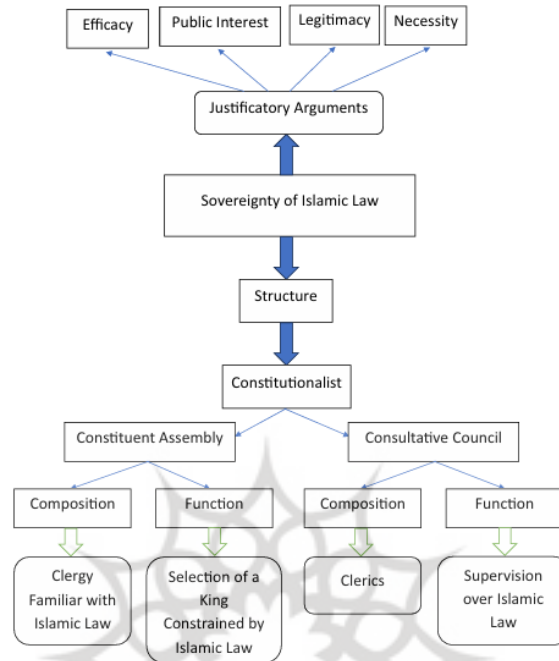 Efficacy
Public Interest
Legitimacy
Necessity
Justificatory Arguments
Sovereignty of Islamic Law
Structure
Constitutionalist
Constituent Assembly
Consultative Council
Composition
Function
Composition
Function
Clergy
Familiar with
Islamic Law
Selection of a
King
Constrained by
Islamic Law
Clerics
Supervision
over Islamic
Law